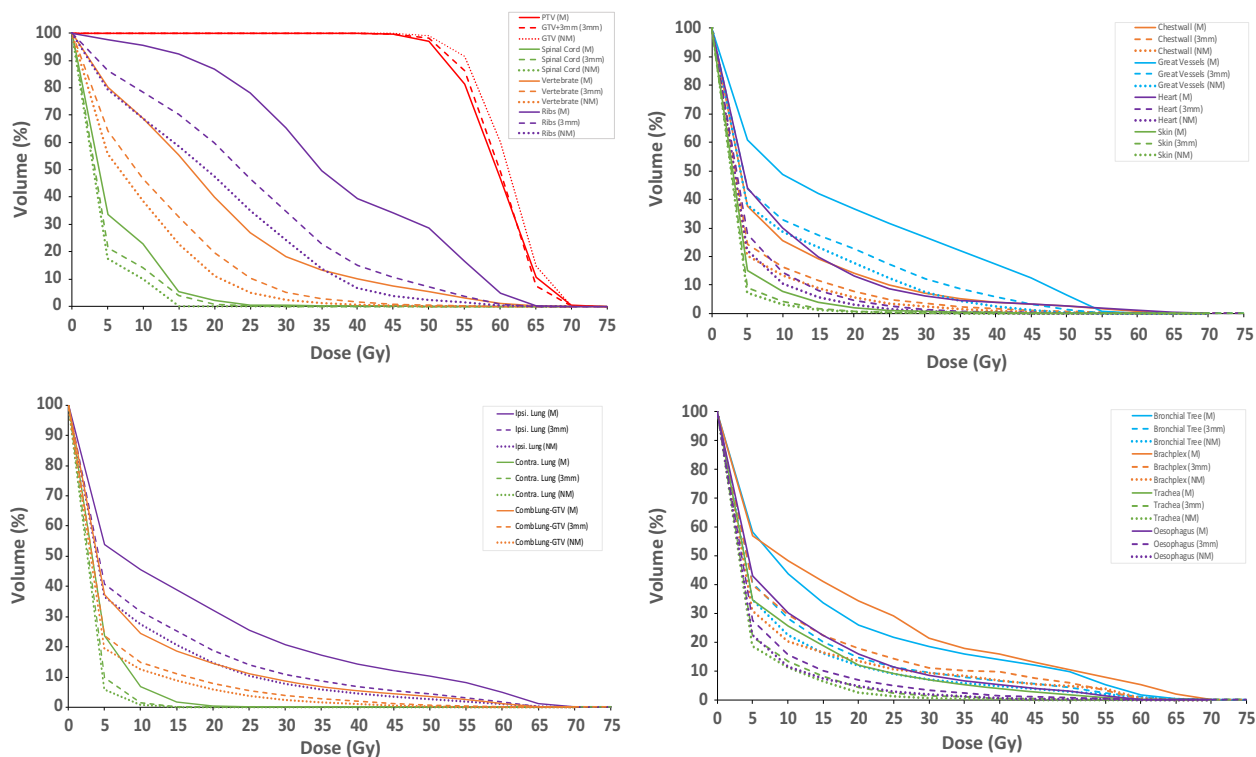 100
90
80
70
60
50
40
30
20
10
0
Volume (%)
0 5 10 15 20 25 30 35 40 45 50 55 60 65 70 75
Dose (Gy)
PTV (M)
GTV+3mm (3mm)
GTV (NM)
Spinal Cord (M)
Spinal Cord (3mm)
Spinal Cord (NM)
Vertebrate (M)
Vertebrate (3mm)
Vertebrate (NM)
Ribs (M)
Ribs (3mm)
Ribs (NM)
100
90
80
70
60
50
40
30
20
10
0
Volume (%)
0 5 10 15 20 25 30 35 40 45 50 55 60 65 70 75
Dose (Gy)
Chestwall (M)
Chestwall (3mm)
Chestwall (NM)
Great Vessels (M)
Great Vessels (3mm)
Great Vessels (NM)
Heart (M)
Heart (3mm)
Heart (NM)
Skin (M)
Skin (3mm)
Skin (NM)
100
90
80
70
60
50
40
30
20
10
0
Volume (%)
0 5 10 15 20 25 30 35 40 45 50 55 60 65 70 75
Dose (Gy)
Ipsi. Lung (M)
Ipsi. Lung (3mm)
Ipsi. Lung (NM)
Contra. Lung (M)
Contra. Lung (3mm)
Contra. Lung (NM)
CombLung-GTV (M)
CombLung-GTV (3mm)
CombLung-GTV (NM)
100
90
80
70
60
50
40
30
20
10
0
Volume (%)
0 5 10 15 20 25 30 35 40 45 50 55 60 65 70 75
Dose (Gy)
Bronchial Tree (M)
Bronchial Tree (3mm)
Bronchial Tree (NM)
Brachplex (M)
Brachplex (3mm)
Brachplex (NM)
Trachea (M)
Trachea (3mm)
Trachea (NM)
Oesophagus (M)
Oesophagus (3mm)
Oesophagus (NM)